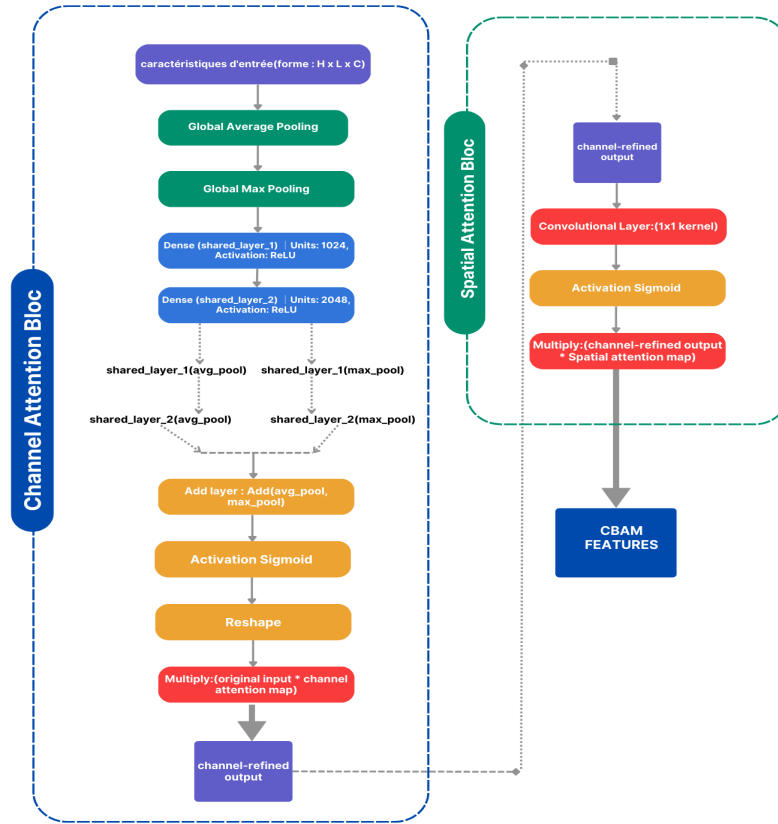 Channel Attention Bloc
caractéristiques d'entrée(forme : H x L x C)
Global Average Pooling
Global Max Pooling
Dense (shared_layer_1) | Units: 1024,
Activation: ReLU
Dense (shared_layer_2) | Units: 2048,
Activation: ReLU
shared_layer_1(avg_pool)
shared_layer_1(max_pool)
shared_layer_2(avg_pool)
shared_layer_2(max_pool)
Add layer : Add(avg_pool,
max_pool)
Activation Sigmoid
Reshape
Multiply:(original input * channel
attention map)
channel-refined
output
Spatial Attention Bloc
channel-refined
output
Convolutional Layer:(1x1 kernel)
Activation Sigmoid
Multiply:(channel-refined output
* Spatial attention map)
CBAM
FEATURES